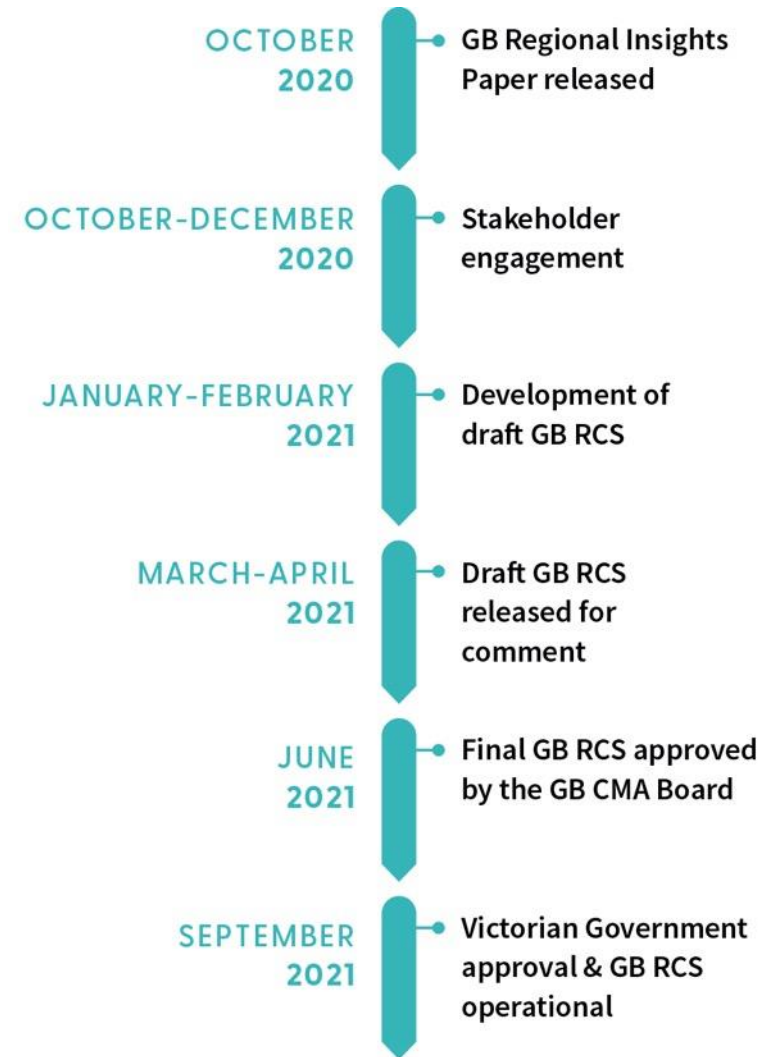 OCTOBER
2020
GB Regional Insights
Paper released
OCTOBER-DECEMBER
2020
Stakeholder
engagement
JANUARY-FEBRUARY
2021
Development of
draft GB RCS
MARCH-APRIL
2021
Draft GB RCS
released for
comment
JUNE
2021
Final GB RCS approved
by the GB CMA Board
SEPTEMBER
2021
Victorian Government
approval & GB RCS
operational